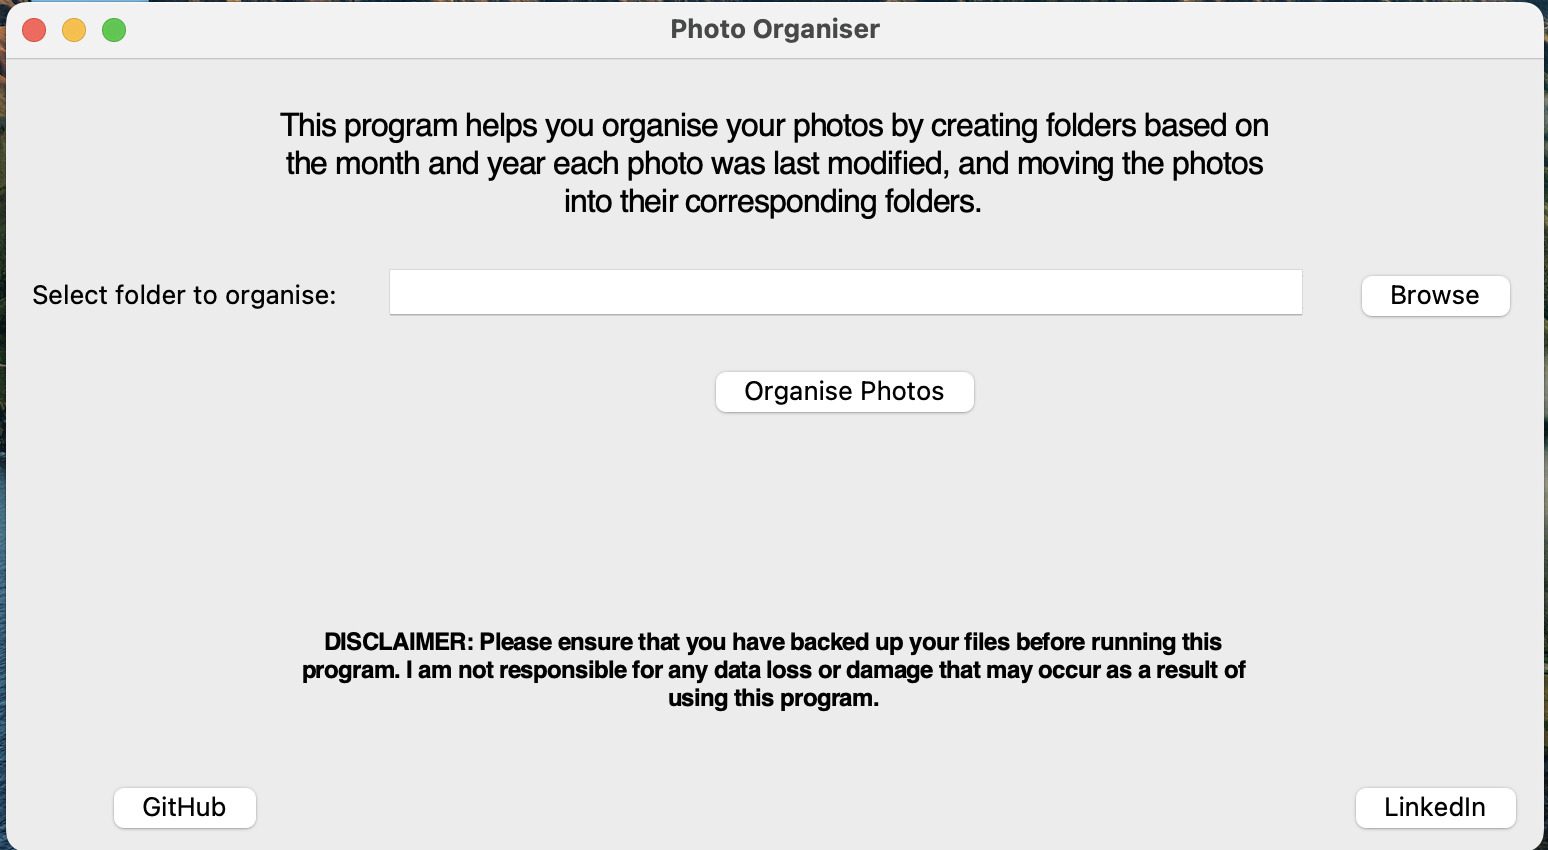 Photo Organiser
This program helps you organise your photos by creating folders based on
the month and year each photo was last modified, and moving the photos
into their corresponding folders.
Select folder to organise:
Browse
Organise Photos
DISCLAIMER: Please ensure that you have backed up your files before running this
program. I am not responsible for any data loss or damage that may occur as a result of
using this program.
GitHub
LinkedIn